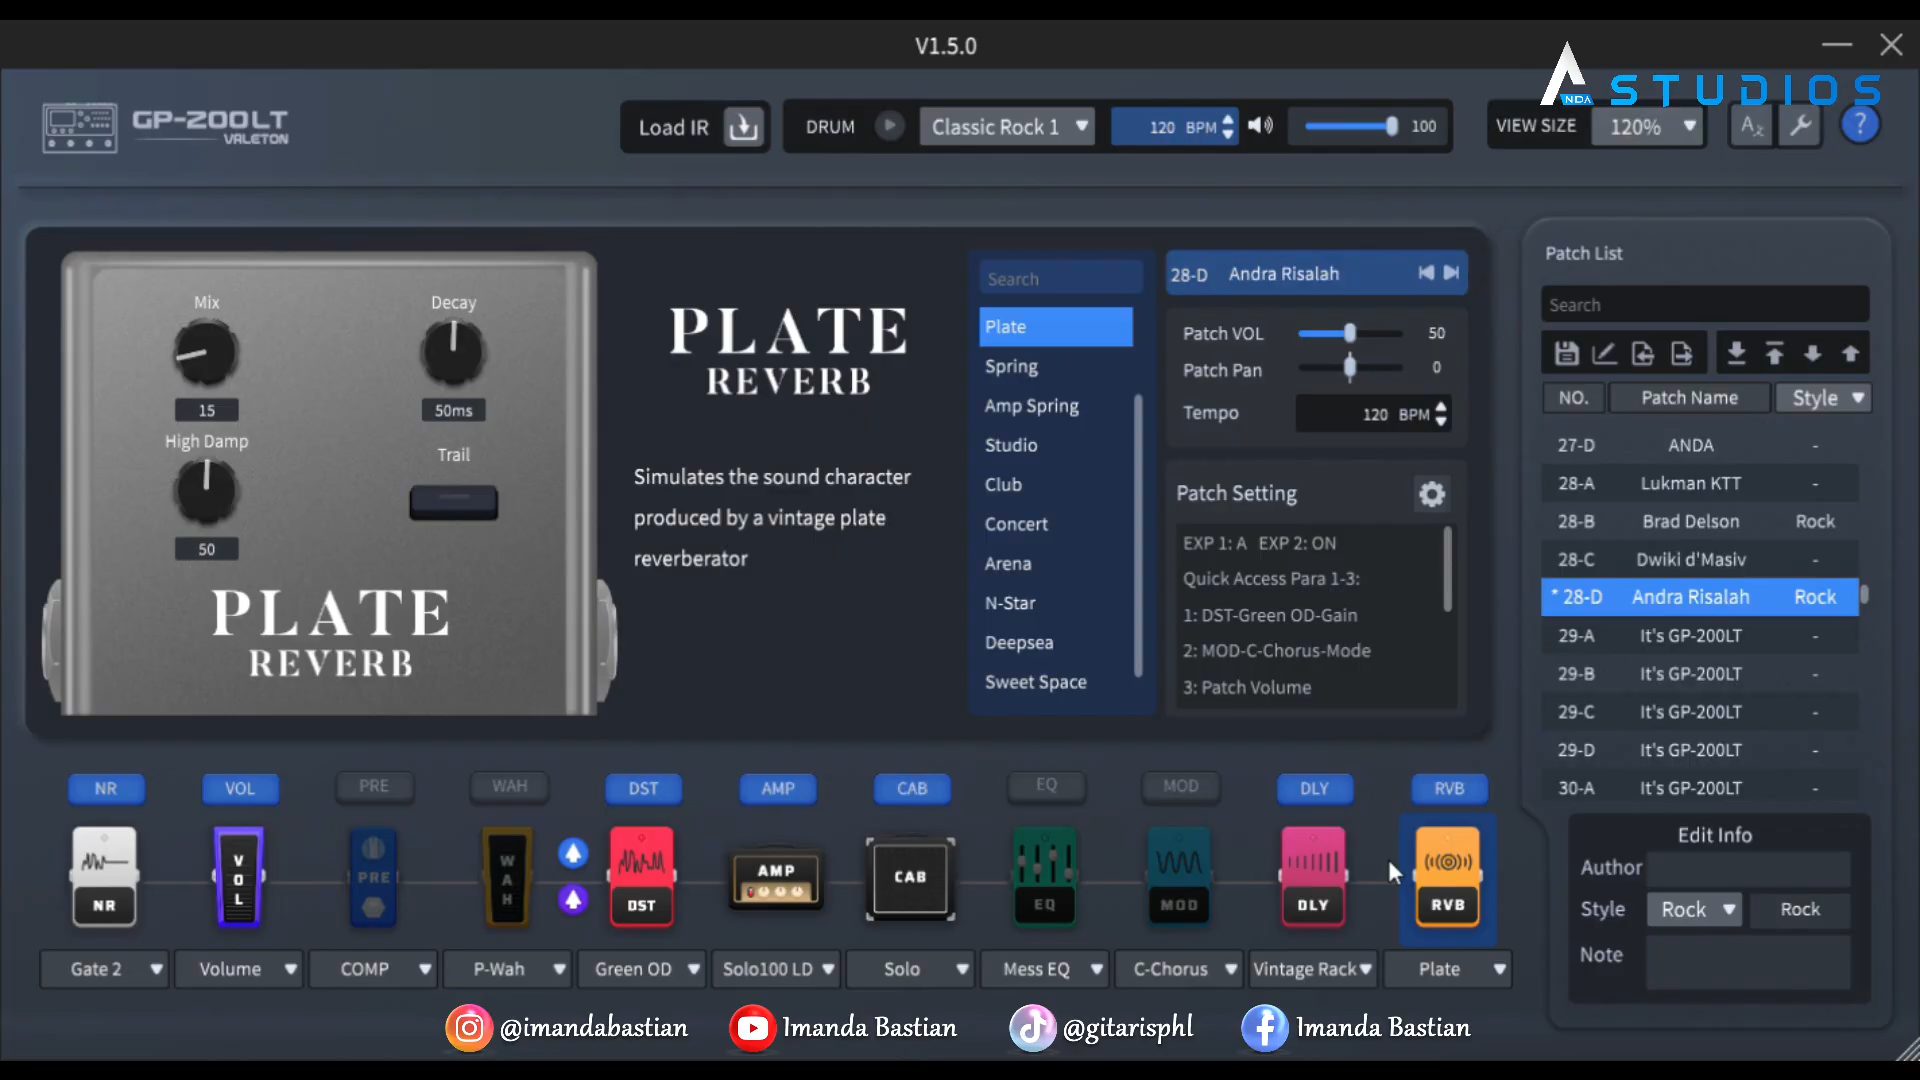 V1.5.0
ANDA STUDIOS
GP-200LT
VALETON
Load IR
DRUM
Classic Rock 1
120 BPM
100
VIEW SIZE
120%
AZ
?
Mix
15
Decay
50ms
High Damp
50
Trail
PLATE
REVERB
PLATE
REVERB
Simulates the sound character
produced by a vintage plate
reverberator
Search
Plate
Spring
Amp Spring
Studio
Club
Concert
Arena
N-Star
Deepsea
Sweet Space
28-D Andra Risalah
Patch VOL 50
Patch Pan 0
Tempo 120 BPM
Patch Setting
EXP 1: A EXP 2: ON
Quick Access Para 1-3:
1: DST-Green OD-Gain
2: MOD-C-Chorus-Mode
3: Patch Volume
Patch List
Search
NO. Patch Name Style
27-D ANDA -
28-A Lukman KTT -
28-B Brad Delson Rock
28-C Dwiki d'Masiv -
* 28-D Andra Risalah Rock
29-A It's GP-200LT -
29-B It's GP-200LT -
29-C It's GP-200LT -
29-D It's GP-200LT -
30-A It's GP-200LT -
Edit Info
Author
Style Rock Rock
Note
NR VOL PRE WAH DST AMP CAB EQ MOD DLY RVB
NR VOL PRE WAH DST AMP CAB EQ MOD DLY RVB
Gate 2 Volume COMP P-Wah Green OD Solo100 LD Solo Mess EQ C-Chorus Vintage Rack Plate
@imandabastian Imanda Bastian @gitarisphl Imanda Bastian